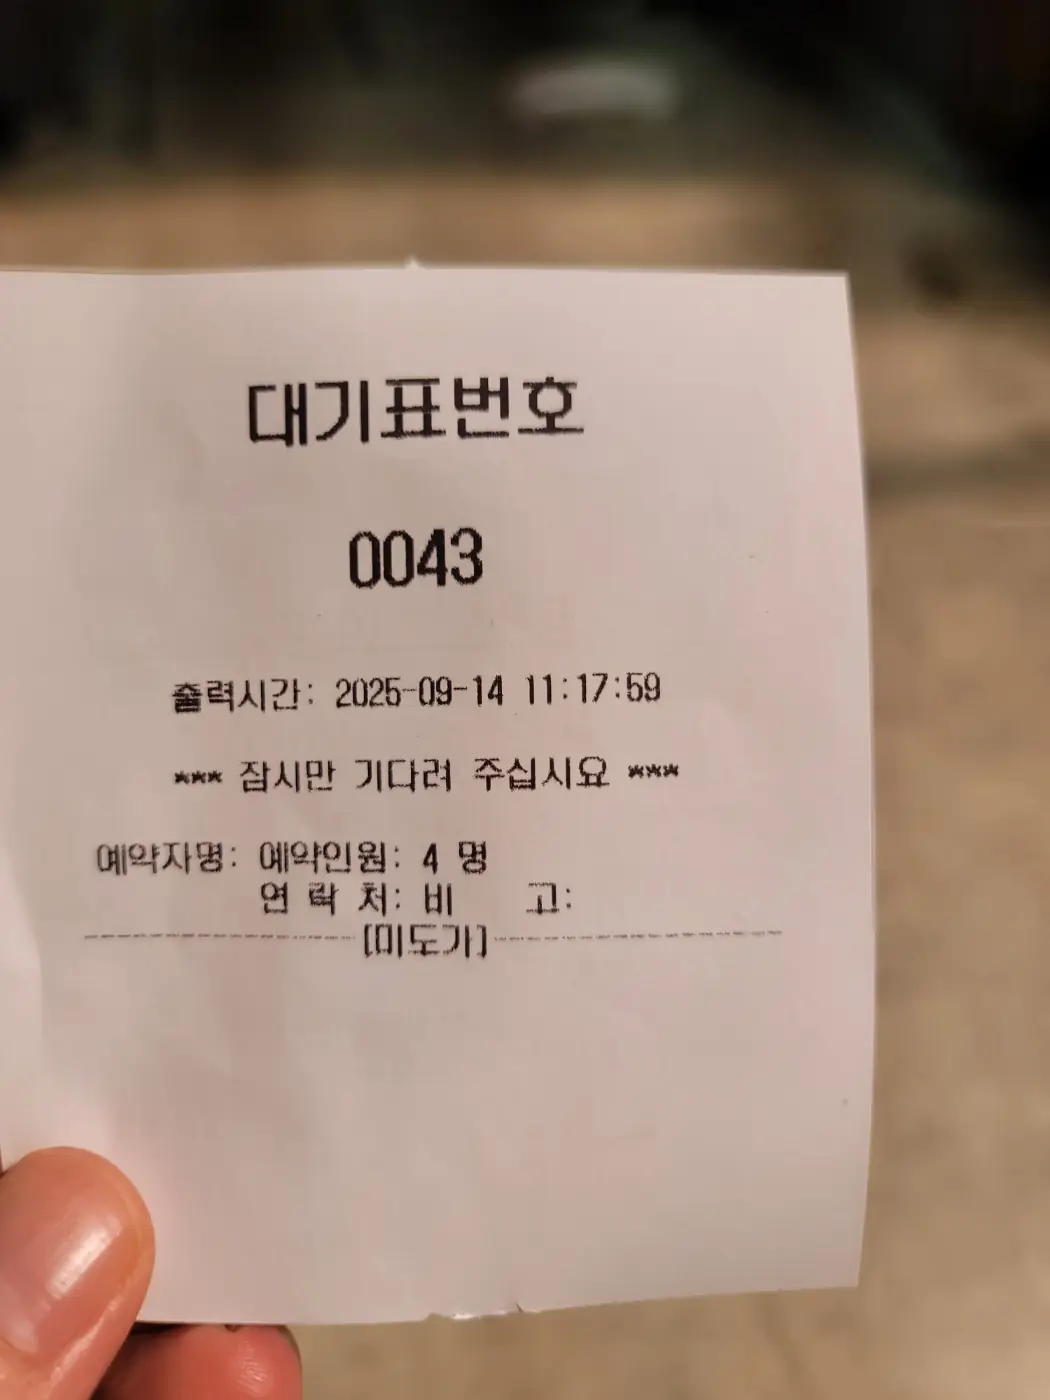 대기표번호
0043
출력시간: 2025-09-14 11:17:59
*** 잠시만 기다려 주십시요 ***
예약자명: 예약인원: 4 명
연 락 처: 비 고:
[미도가]